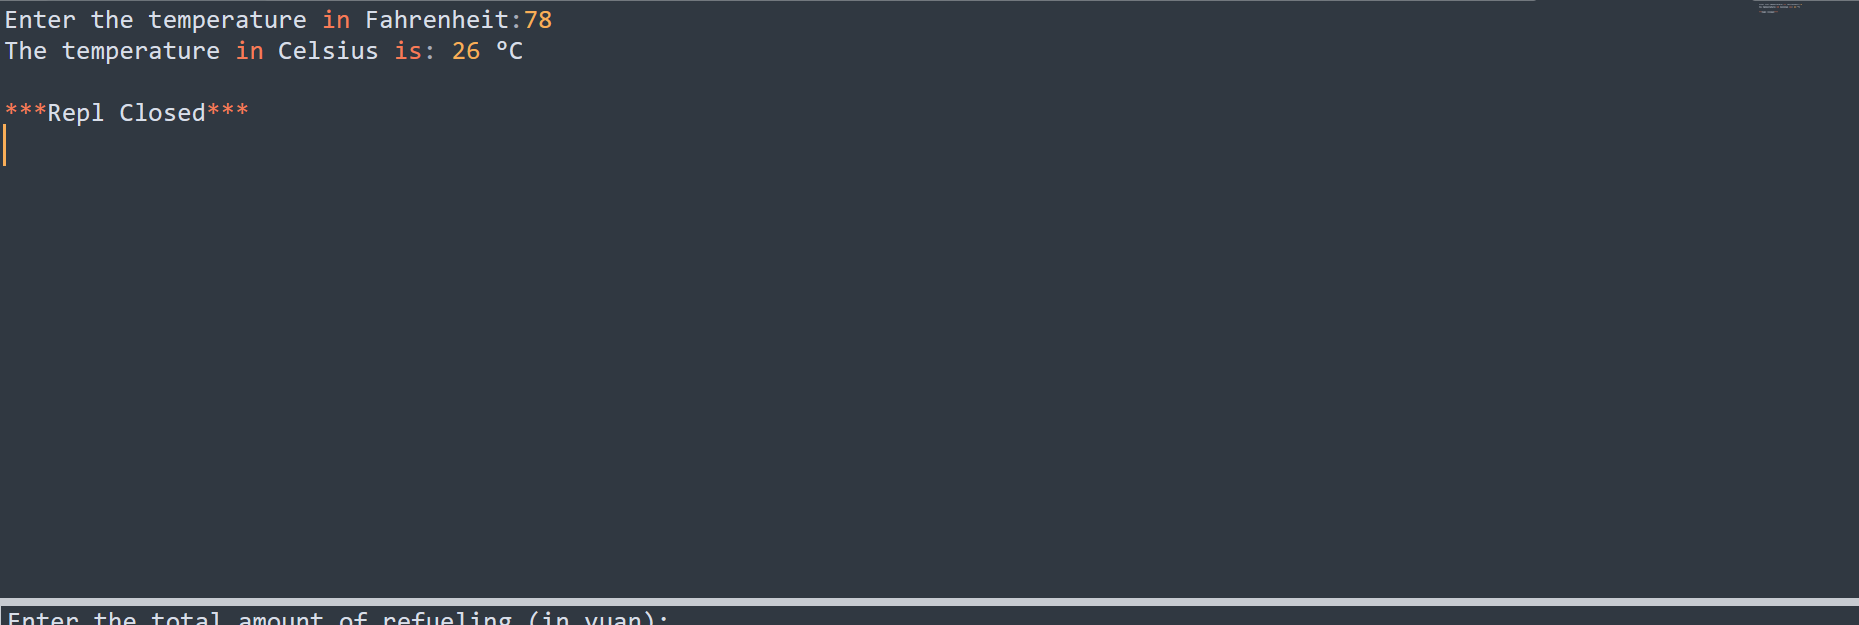 Enter the temperature in Fahrenheit:78
The temperature in Celsius is: 26 °C
***Repl Closed***
Enter the total amount of refueling (in yuan):